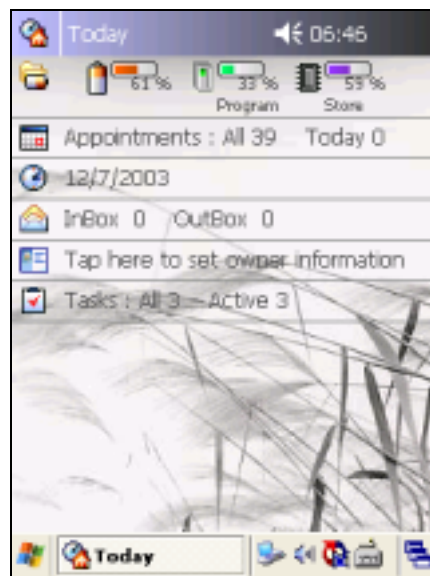 Today 06:46
61% 33% 59%
Program Store
Appointments : All 39 Today 0
12/7/2003
InBox 0 OutBox 0
Tap here to set owner information
Tasks : All 3 - Active 3
Today